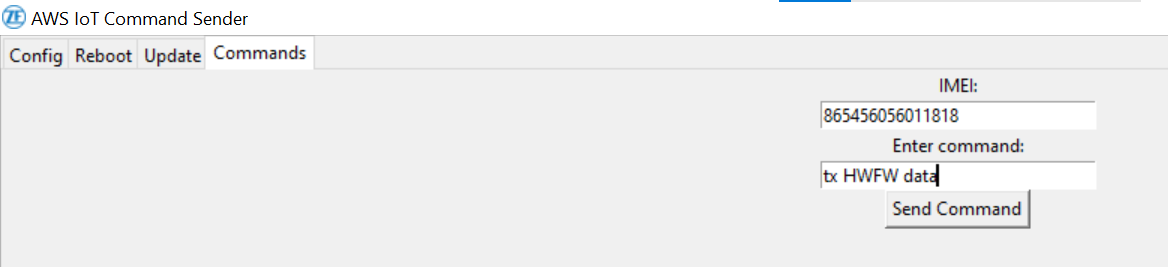 ZF AWS IoT Command Sender
Config Reboot Update Commands
IMEI:
865456056011818
Enter command:
tx HWFW data
Send Command